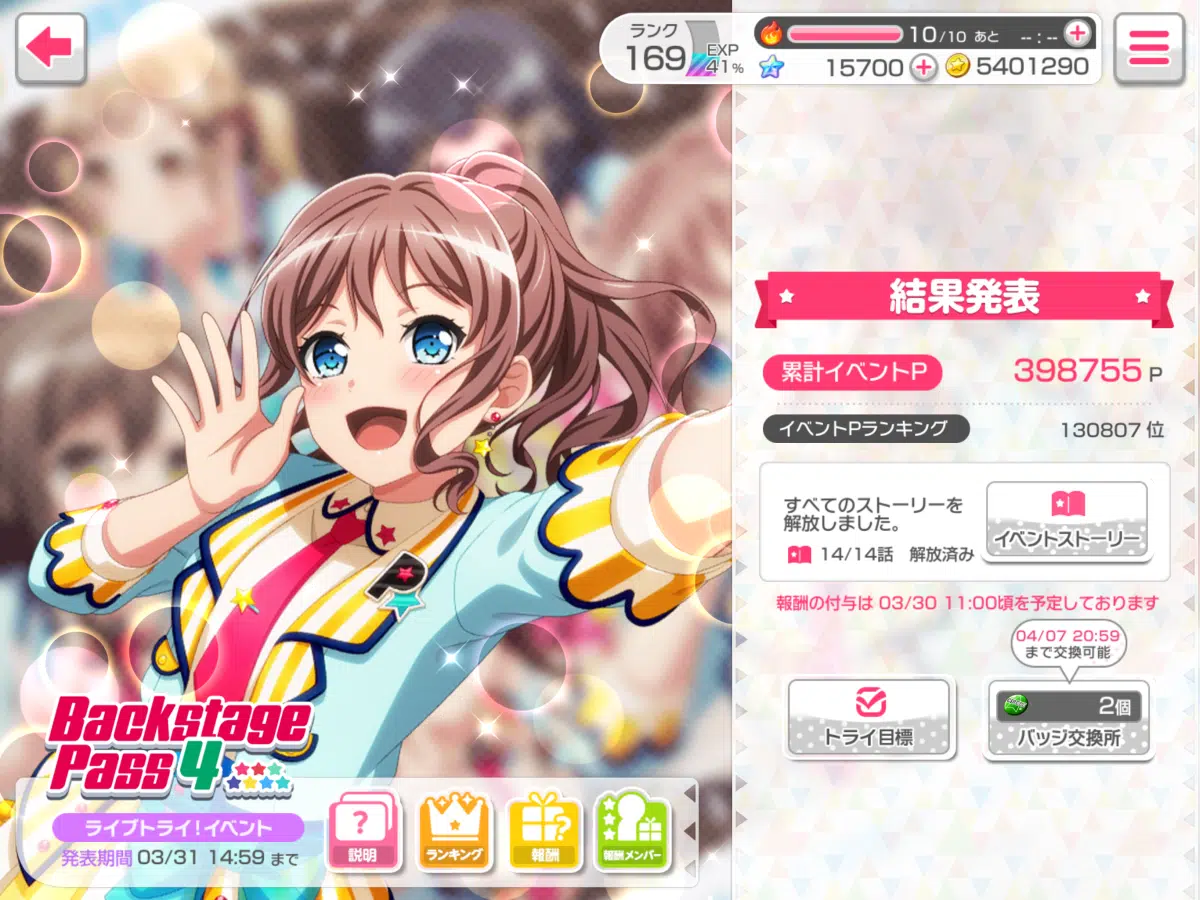 ランク
169
EXP
41%
10/10 あと --:--
15700
5401290
結果発表
累計イベントP
398755 P
イベントPランキング
130807 位
すべてのストーリーを
解放しました。
14/14話 解放済み
イベントストーリー
報酬の付与は 03/30 11:00頃を予定しております
04/07 20:59
まで交換可能
トライ目標
2個
バッジ交換所
P
Backstage
Pass 4
ライブトライ!イベント
発表期間 03/31 14:59 まで
?
説明
ランキング
?
報酬
報酬メンバー